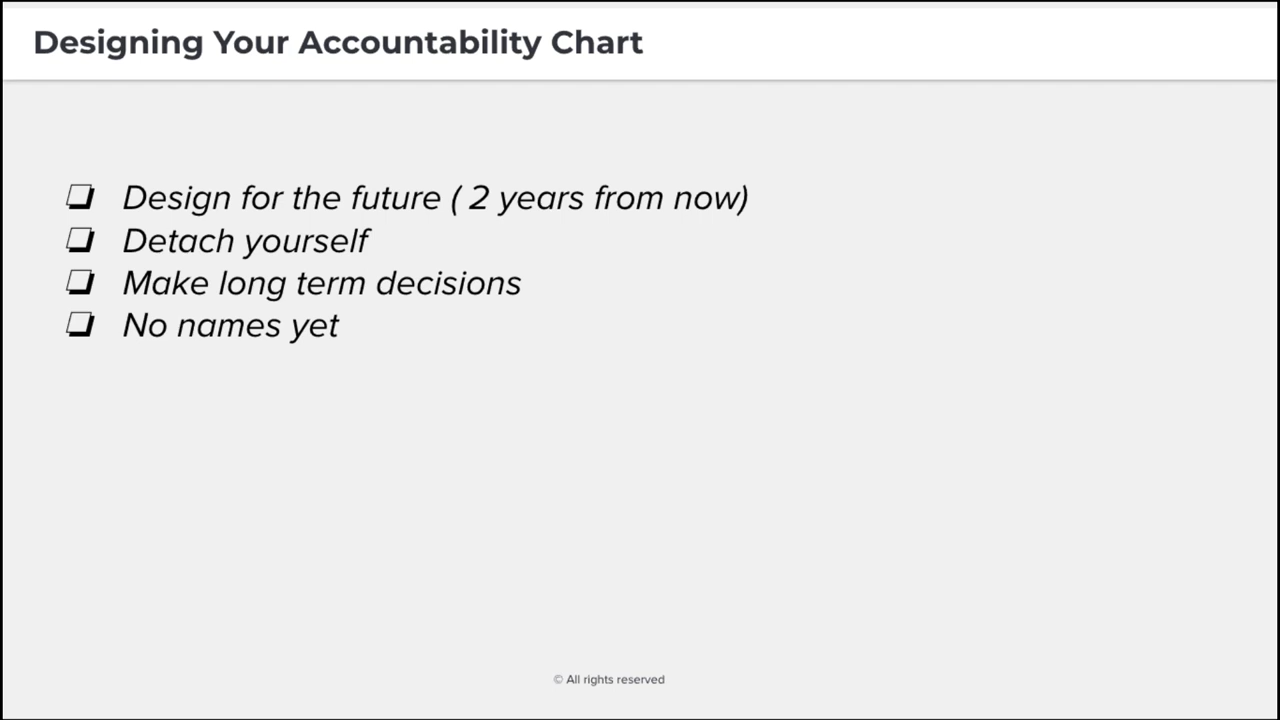 Designing Your Accountability Chart
❏ Design for the future ( 2 years from now)
❏ Detach yourself
❏ Make long term decisions
❏ No names yet
© All rights reserved